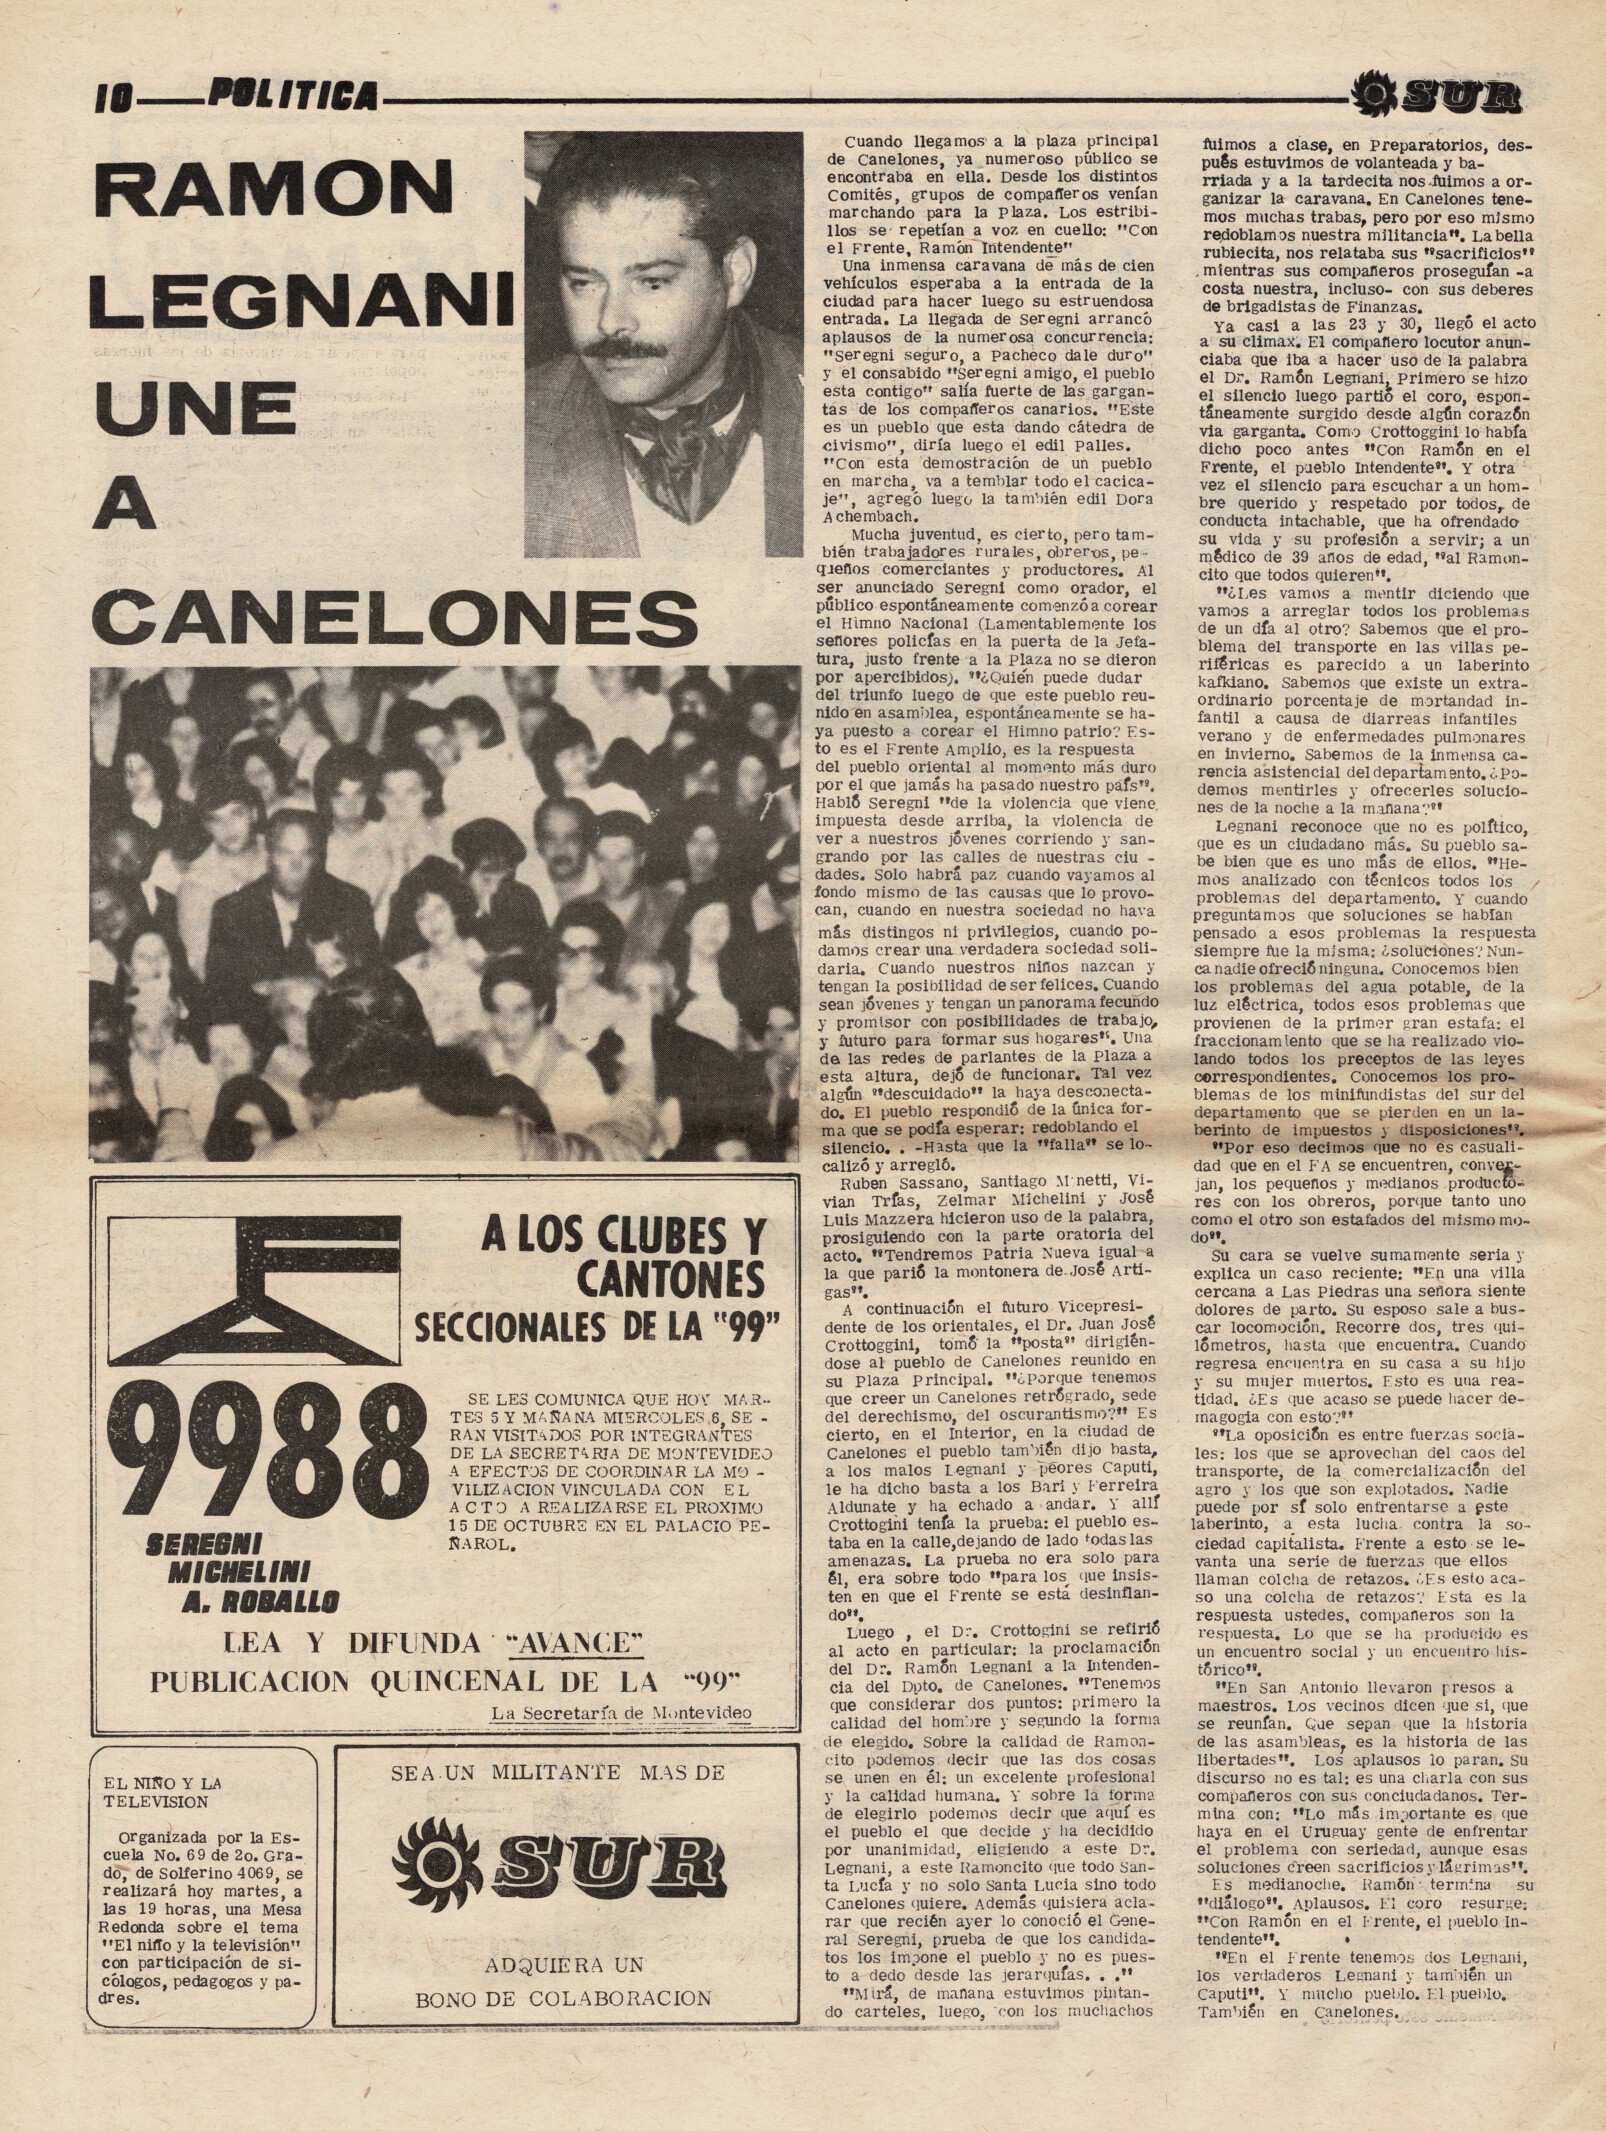 10 POLITICA
SUR
RAMON
LEGNANI
UNE
A
CANELONES
Cuando llegamos a la plaza principal
de Canelones, ya numeroso público se
encontraba en ella. Desde los distintos
Comités, grupos de compañeros venían
marchando para la Plaza. Los estribi-
llos se repetían a voz en cuello: "Con
el Frente, Ramón Intendente"
Una inmensa caravana de más de cien
vehículos esperaba a la entrada de la
ciudad para hacer luego su estruendosa
entrada. La llegada de Seregni arrancó
aplausos de la numerosa concurrencia:
"Seregni seguro, a Pacheco dale duro"
y el consabido "Seregni amigo, el pueblo
esta contigo" salía fuerte de las gargan-
tas de los compañeros canarios. "Este
es un pueblo que esta dando cátedra de
civismo", diría luego el edil Palles.
"Con esta demostración de un pueblo
en marcha, va a temblar todo el cacica-
je", agregó luego la también edil Dora
Achembach.
Mucha juventud, es cierto, pero tam-
bién trabajadores rurales, obreros, pe-
queños comerciantes y productores. Al
ser anunciado Seregni como orador, el
público espontáneamente comenzó a corear
el Himno Nacional (Lamentablemente los
señores policías en la puerta de la Jefa-
tura, justo frente a la Plaza no se dieron
por apercibidos). "¿Quién puede dudar
del triunfo luego de que este pueblo reu-
nido en asamblea, espontáneamente se ha-
ya puesto a corear el Himno patrio? Es-
to es el Frente Amplio, es la respuesta
del pueblo oriental al momento más duro
por el que jamás ha pasado nuestro país".
Habló Seregni "de la violencia que viene
impuesta desde arriba, la violencia de
ver a nuestros jóvenes corriendo y san-
grando por las calles de nuestras ciu -
dades. Solo habrá paz cuando vayamos al
fondo mismo de las causas que lo provo-
can, cuando en nuestra sociedad no haya
más distingos ni privilegios, cuando po-
damos crear una verdadera sociedad soli-
daria. Cuando nuestros niños nazcan y
tengan la posibilidad de ser felices. Cuando
sean jóvenes y tengan un panorama fecundo
y promisor con posibilidades de trabajo,
y futuro para formar sus hogares". Una
de las redes de parlantes de la Plaza a
esta altura, dejó de funcionar. Tal vez
algún "descuidado" la haya desconecta-
do. El pueblo respondió de la única for-
ma que se podía esperar: redoblando el
silencio. . -Hasta que la "falla" se lo-
calizó y arregló.
Ruben Sassano, Santiago Minetti, Vi-
vian Trías, Zelmar Michelini y José
Luis Mazzera hicieron uso de la palabra,
prosiguiendo con la parte oratoria del
acto. "Tendremos Patria Nueva igual a
la que parió la montonera de José Arti-
gas".
A continuación el futuro Vicepresi-
dente de los orientales, el Dr. Juan José
Crottoggini, tomó la "posta" dirigién-
dose al pueblo de Canelones reunido en
su Plaza Principal. "¿Porque tenemos
que creer un Canelones retrógrado, sede
del derechismo, del oscurantismo?" Es
cierto, en el Interior, en la ciudad de
Canelones el pueblo también dijo basta,
a los malos Legnani y peores Caputi,
le ha dicho basta a los Bari y Ferreira
Aldunate y ha echado a andar. Y allí
Crottogini tenía la prueba: el pueblo es-
taba en la calle, dejando de lado todas las
amenazas. La prueba no era solo para
él, era sobre todo "para los que insis-
ten en que el Frente se está desinflan-
do".
Luego , el Dr. Crottogini se refirió
al acto en particular: la proclamación
del Dr. Ramón Legnani a la Intenden-
cia del Dpto. de Canelones. "Tenemos
que considerar dos puntos: primero la
calidad del hombre y segundo la forma
de elegido. Sobre la calidad de Ramon-
cito podemos decir que las dos cosas
se unen en él: un excelente profesional
y la calidad humana. Y sobre la forma
de elegirlo podemos decir que aquí es
el pueblo el que decide y ha decidido
por unanimidad, eligiendo a este Dr.
Legnani, a este Ramoncito que todo San-
ta Lucía y no solo Santa Lucia sino todo
Canelones quiere. Además quisiera acla-
rar que recién ayer lo conoció el Gene-
ral Seregni, prueba de que los candida-
tos los impone el pueblo y no es pues-
to a dedo desde las jerarquías. . ."
"Mirá, de mañana estuvimos pintan-
do carteles, luego, con los muchachos
fuimos a clase, en Preparatorios, des-
pués estuvimos de volanteada y ba-
rriada y a la tardecita nos fuimos a or-
ganizar la caravana. En Canelones tene-
mos muchas trabas, pero por eso mismo
redoblamos nuestra militancia". La bella
rubiecita, nos relataba sus "sacrificios"
mientras sus compañeros proseguían -a
costa nuestra, incluso- con sus deberes
de brigadistas de Finanzas.
Ya casi a las 23 y 30, llegó el acto
a su climax. El compañero locutor anun-
ciaba que iba a hacer uso de la palabra
el Dr. Ramón Legnani, Primero se hizo
el silencio luego partió el coro, espon-
táneamente surgido desde algún corazón
via garganta. Como Crottoggini lo había
dicho poco antes "Con Ramón en el
Frente, el pueblo Intendente". Y otra
vez el silencio para escuchar a un hom-
bre querido y respetado por todos, de
conducta intachable, que ha ofrendado
su vida y su profesión a servir; a un
médico de 39 años de edad, "al Ramon-
cito que todos quieren".
"¿Les vamos a mentir diciendo que
vamos a arreglar todos los problemas
de un día al otro? Sabemos que el pro-
blema del transporte en las villas pe-
riféricas es parecido a un laberinto
kafkiano. Sabemos que existe un extra-
ordinario porcentaje de mortandad in-
fantil a causa de diarreas infantiles
verano y de enfermedades pulmonares
en invierno. Sabemos de la inmensa ca-
rencia asistencial del departamento. ¿Po-
demos mentirles y ofrecerles solucio-
nes de la noche a la mañana?"
Legnani reconoce que no es político,
que es un ciudadano más. Su pueblo sa-
be bien que es uno más de ellos. "He-
mos analizado con técnicos todos los
problemas del departamento. Y cuando
preguntamos que soluciones se habían
pensado a esos problemas la respuesta
siempre fue la misma: ¿soluciones? Nun-
ca nadie ofreció ninguna. Conocemos bien
los problemas del agua potable, de la
luz eléctrica, todos esos problemas que
provienen de la primer gran estafa: el
fraccionamiento que se ha realizado vio-
lando todos los preceptos de las leyes
correspondientes. Conocemos los pro-
blemas de los minifundistas del sur del
departamento que se pierden en un la-
berinto de impuestos y disposiciones".
"Por eso decimos que no es casuali-
dad que en el FA se encuentren, conver-
jan, los pequeños y medianos producto-
res con los obreros, porque tanto uno
como el otro son estafados del mismo mo-
do".
Su cara se vuelve sumamente seria y
explica un caso reciente: "En una villa
cercana a Las Piedras una señora siente
dolores de parto. Su esposo sale a bus-
car locomoción. Recorre dos, tres qui-
lómetros, hasta que encuentra. Cuando
regresa encuentra en su casa a su hijo
y su mujer muertos. Esto es una rea-
tidad. ¿Es que acaso se puede hacer de-
magogia con esto?"
"La oposición es entre fuerzas socia-
les: los que se aprovechan del caos del
transporte, de la comercialización del
agro y los que son explotados. Nadie
puede por sí solo enfrentarse a este
laberinto, a esta lucha contra la so-
ciedad capitalista. Frente a esto se le-
vanta una serie de fuerzas que ellos
llaman colcha de retazos. ¿Es esto aca-
so una colcha de retazos? Esta es la
respuesta ustedes, compañeros son la
respuesta. Lo que se ha producido es
un encuentro social y un encuentro his-
tórico".
"En San Antonio llevaron presos a
maestros. Los vecinos dicen que si, que
se reunían. Que sepan que la historia
de las asambleas, es la historia de las
libertades". Los aplausos lo paran. Su
discurso no es tal: es una charla con sus
compañeros con sus conciudadanos. Ter-
mina con: "Lo más importante es que
haya en el Uruguay gente de enfrentar
el problema con seriedad, aunque esas
soluciones creen sacrificios y lágrimas".
Es medianoche. Ramón termina su
"diálogo". Aplausos. El coro resurge:
"Con Ramón en el Frente, el pueblo In-
tendente".
"En el Frente tenemos dos Legnani,
los verdaderos Legnani y también un
Caputi". Y mucho pueblo. El pueblo.
También en Canelones.
A LOS CLUBES Y
CANTONES
SECCIONALES DE LA "99"
9988
SEREGNI
MICHELINI
A. ROBALLO
SE LES COMUNICA QUE HOY MAR-
TES 5 Y MAÑANA MIERCOLES 6, SE -
RAN VISITADOS POR INTEGRANTES
DE LA SECRETARIA DE MONTEVIDEO
A EFECTOS DE COORDINAR LA MO -
VILIZACION VINCULADA CON EL
ACTO A REALIZARSE EL PROXIMO
15 DE OCTUBRE EN EL PALACIO PE-
ÑAROL.
LEA Y DIFUNDA "AVANCE"
PUBLICACION QUINCENAL DE LA "99"
La Secretaría de Montevideo
EL NIÑO Y LA
TELEVISION
Organizada por la Es-
cuela No. 69 de 2o. Gra-
do, de Solferino 4069, se
realizará hoy martes, a
las 19 horas, una Mesa
Redonda sobre el tema
"El niño y la televisión"
con participación de si-
cólogos, pedagogos y pa-
dres.
SEA UN MILITANTE MAS DE
SUR
ADQUIERA UN
BONO DE COLABORACION